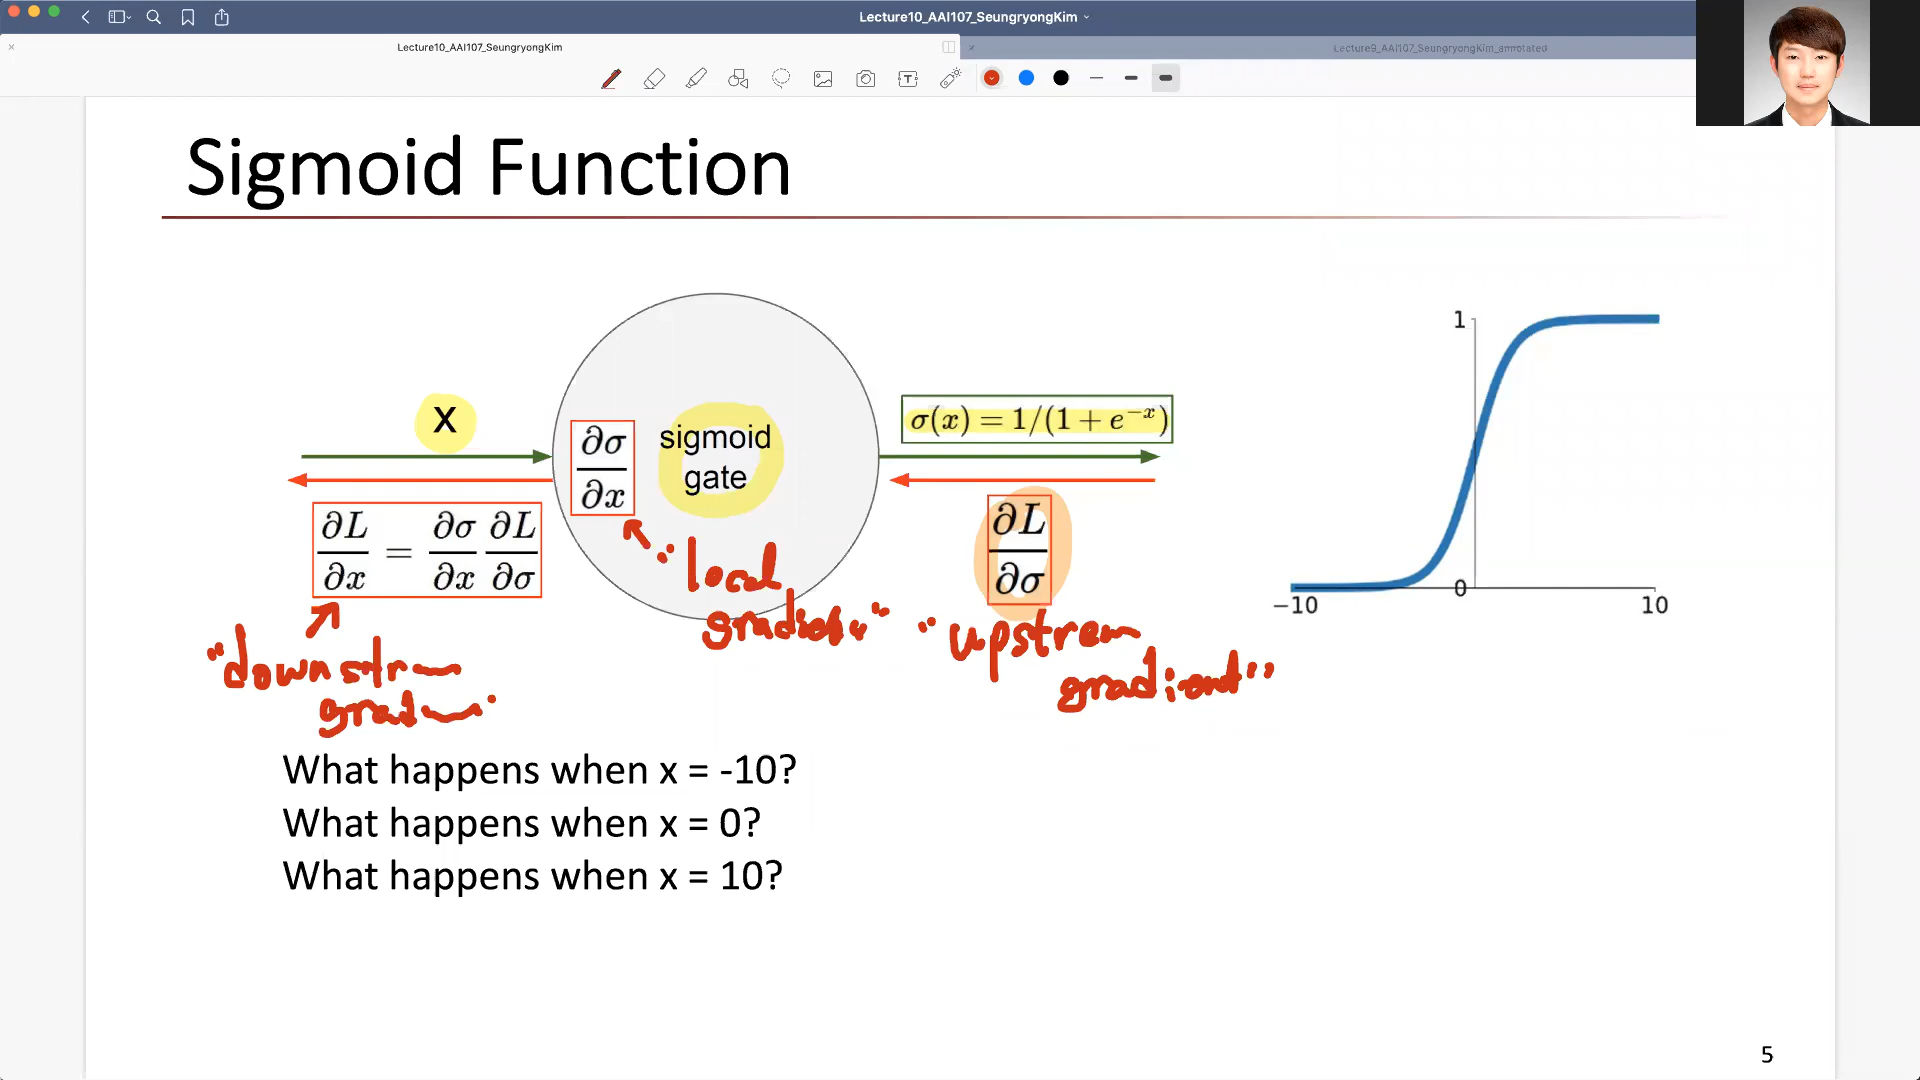 Lecture10_AAI107_SeungryongKim
Lecture10_AAI107_SeungryongKim
Lecture9_AAI107_SeungryongKim_annotated
Sigmoid Function
x
∂σ/∂x
sigmoid
gate
σ(x) = 1/(1 + e^{−x})
∂L/∂x = ∂σ/∂x ∂L/∂σ
∂L/∂σ
"local
gradient"
"upstream
gradient"
"downstream
grad
1
0
−10
10
What happens when x = -10?
What happens when x = 0?
What happens when x = 10?
5